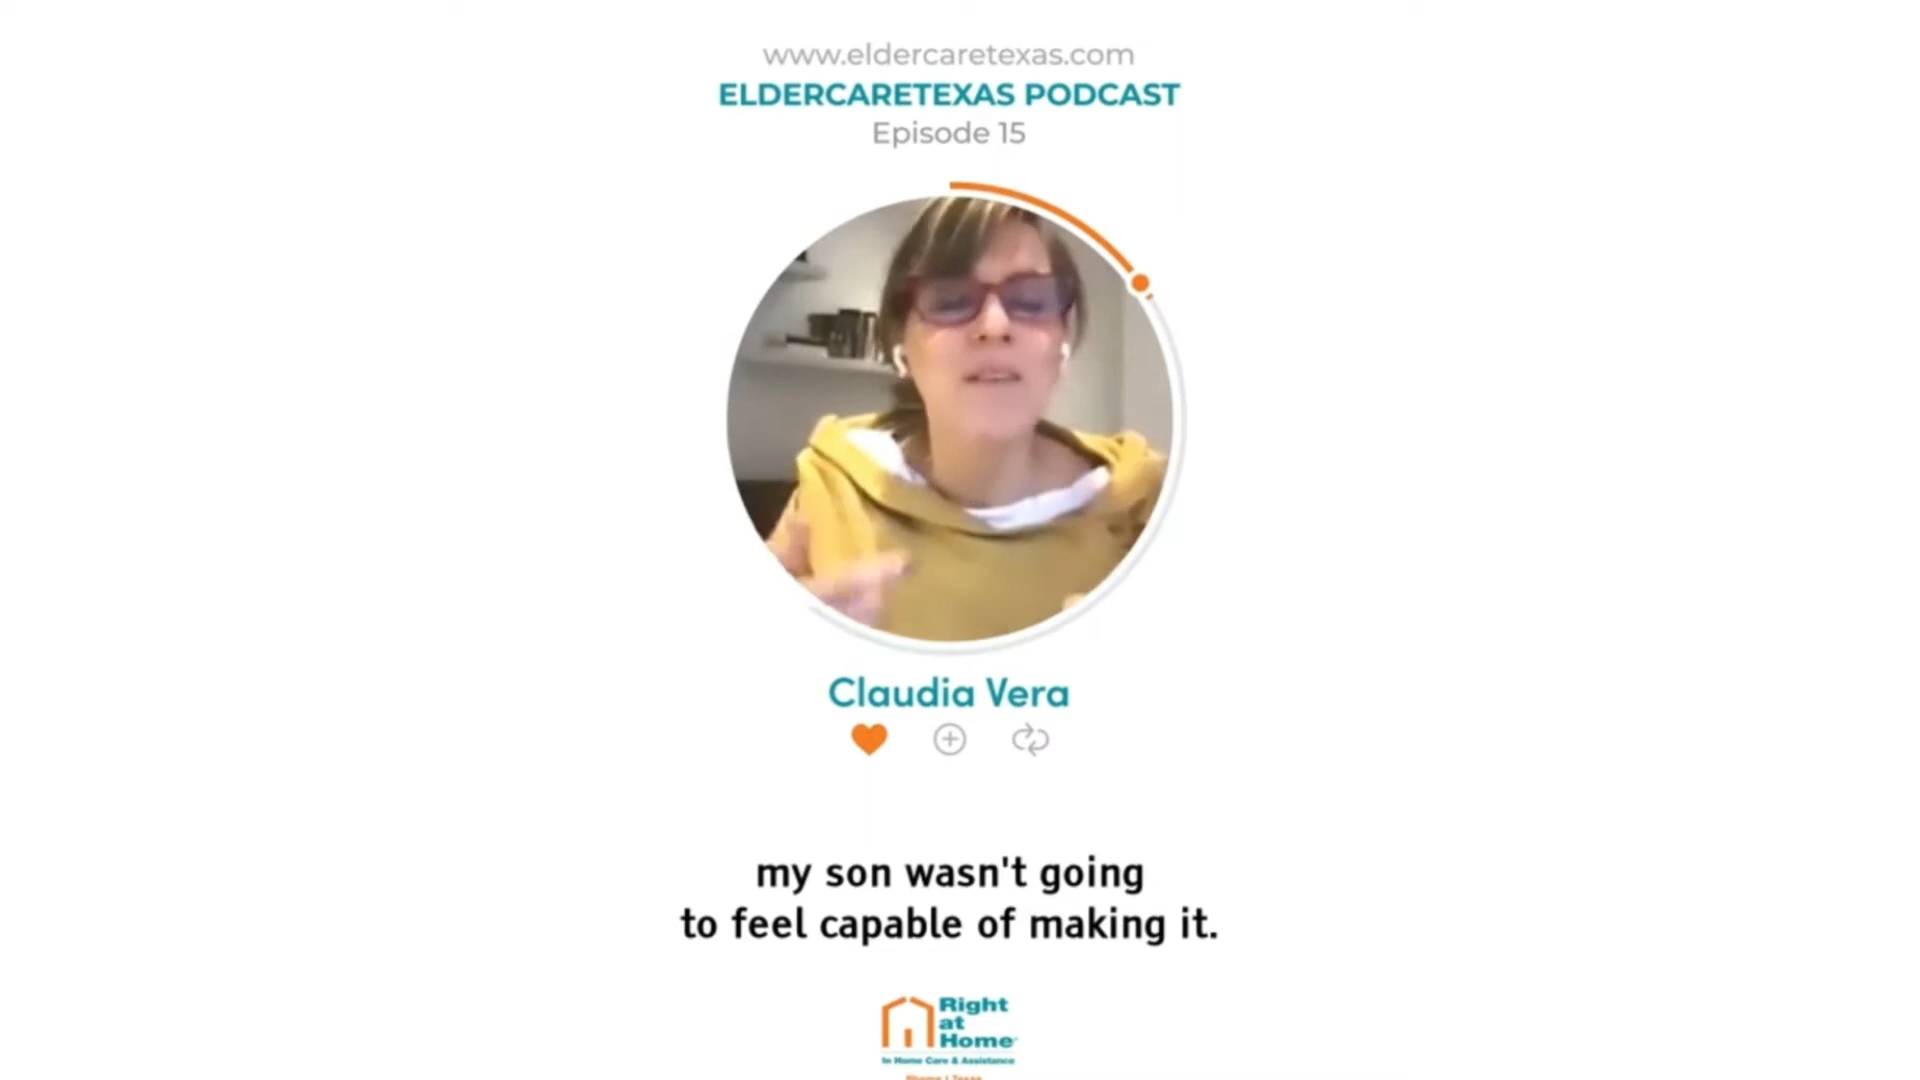 www.eldercaretexas.com
ELDERCARETEXAS PODCAST
Episode 15
Claudia Vera
my son wasn't going
to feel capable of making it.
Right
at
Home
In Home Care & Assistance